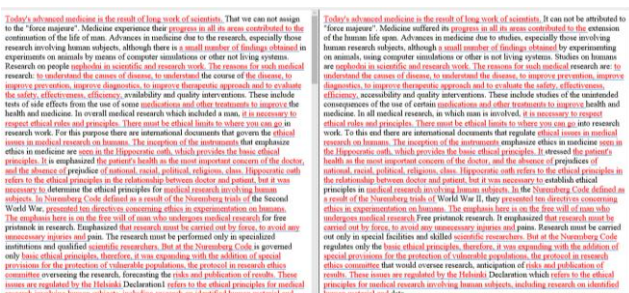 Today's advanced medicine is the result of long work of scientists. That we can not assign
to the "force majeure". Medicine experience their progress in all its areas contributed to the
continuation of the life of man. Advances in medicine due to the research, especially those
research involving human subjects, although there is a small number of findings obtained in
experiments on animals by means of computer simulations or other not living systems.
Research on people nephodni in scientific and research work. The reasons for such medical
research: to understand the causes of disease, to understand the course of the disease, to
improve prevention, improve diagnostics, to improve therapeutic approach and to evaluate
the safety, effectiveness, efficiency, availability and quality interventions. These include
tests of side effects from the use of some medications and other treatments to improve the
health and medicine. In overall medical research which included a man, it is necessary to
respect ethical rules and principles. There must be ethical limits to where you can go in
research work. For this purpose there are international documents that govern the ethical
issues in medical research on humans. The inception of the instruments that emphasize
ethics in medicine are seen in the Hippocratic oath, which provides the basic ethical
principles. It is emphasized the patient's health as the most important concern of the doctor,
and the absence of prejudice of national, racial, political, religious, class. Hippocratic oath
refers to the ethical principles in the relationship between doctor and patient, but it was
necessary to determine the ethical principles for medical research involving human
subjects. In Nuremberg Code defined as a result of the Nuremberg trials of the Second
World War, presented ten directives concerning ethics in experimentation on humans.
The emphasis here is on the free will of man who undergoes medical research for free
pristanok in research. Emphasized that research must be carried out by force, to avoid any
unnecessary injuries and pain. The research must be performed only in specialized
institutions and qualified scientific researchers. But at the Nuremberg Code is governed
only basic ethical principles, therefore, it was expanding with the addition of special
provisions for the protection of vulnerable populations, the protocol in research ethics
committee overseeing the research, forecasting the risks and publication of results. These
issues are regulated by the Helsinki Declaration1 refers to the ethical principles for medical
Today's advanced medicine is the result of long work of scientists. It can not be attributed to
"force majeure". Medicine suffered its progress in all its areas contributed to the extension
of the human life span. Advances in medicine due to studies, especially those involving
human research subjects, although a small number of findings obtained by experimenting
on animals, using computer simulations or other is not living systems. Studies on humans
are nephodni in scientific and research work. The reasons for such medical research are: to
understand the causes of disease, to understand the course of disease, to improve prevention, improve
diagnostics, to improve therapeutic approach and to evaluate the safety, effectiveness,
efficiency, accessibility and quality interventions. These include studies of the unintended
consequences of the use of certain medications and other treatments to improve health and
medicine. In all medical research, in which man is involved, it is necessary to respect
ethical rules and principles. There must be ethical limits to where you can go into research
work. To this end there are international documents that regulate ethical issues in medical
research on humans. The inception of the instruments emphasize ethics in medicine seen in
the Hippocratic oath, which provides the basic ethical principles. It stressed the patient's
health as the most important concern of the doctor, and the absence of prejudices of
national, racial, political, religious, class. Hippocratic oath refers to the ethical principles in
the relationship between doctor and patient, but it was necessary to establish ethical
principles in medical research involving human subjects. In the Nuremberg Code defined as
a result of the Nuremberg trials of World War II, they presented ten directives concerning
ethics in experimentation on humans. The emphasis here is on the free will of man who
undergoes medical research Free pristanok research. It emphasized that research must be
carried out by force, to avoid any unnecessary injuries and pains. Research must be carried
out only in special facilities and skilled scientific researchers. But at the Nuremberg Code
regulates only the basic ethical principles, therefore, it was expanding with the addition of
special provisions for the protection of vulnerable populations, the protocol in research
ethics committee that would oversee research, anticipation of risks and publication of
results. These issues are regulated by the Helsinki Declaration which refers to the ethical
principles for medical research involving human subjects, including research on identified